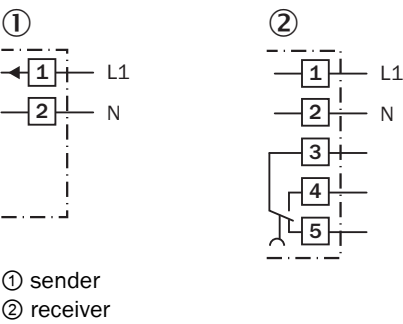 ① ②
1 L1 1 L1
2 N 2 N
3
4
5
① sender
② receiver